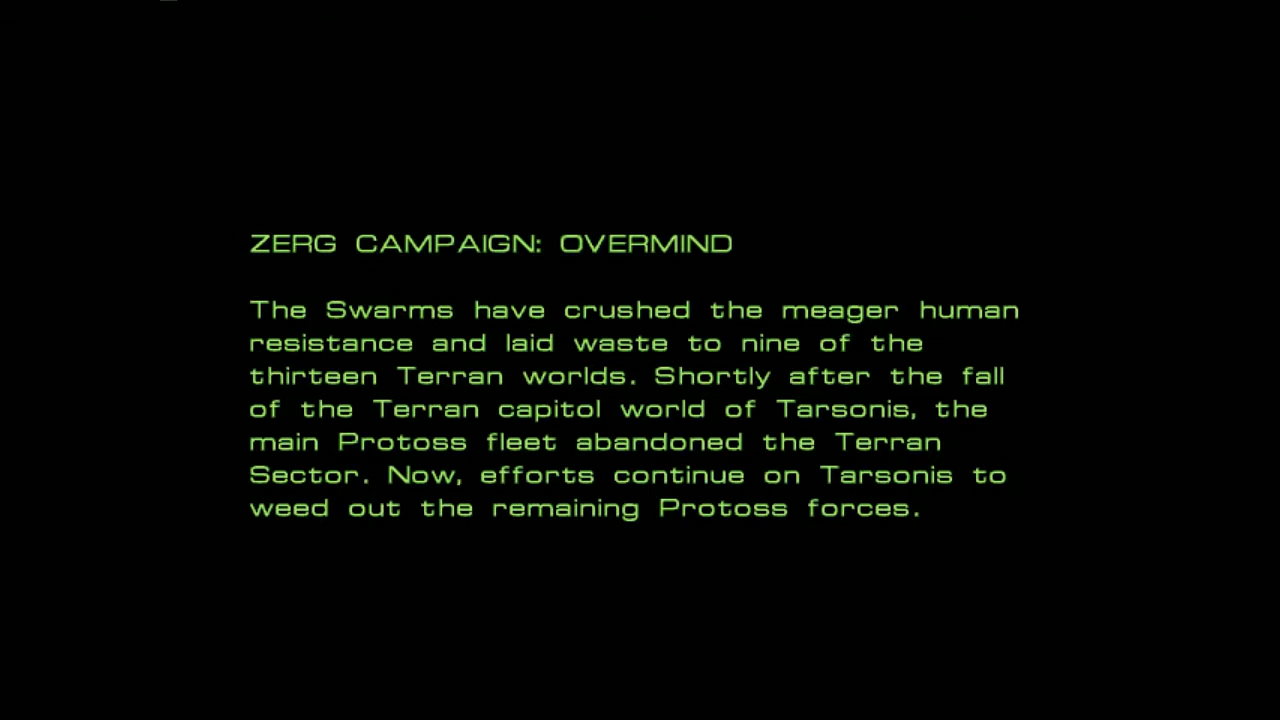 ZERG CAMPAIGN: OVERMIND
The Swarms have crushed the meager human
resistance and laid waste to nine of the
thirteen Terran worlds. Shortly after the fall
of the Terran capitol world of Tarsonis, the
main Protoss fleet abandoned the Terran
Sector. Now, efforts continue on Tarsonis to
weed out the remaining Protoss forces.